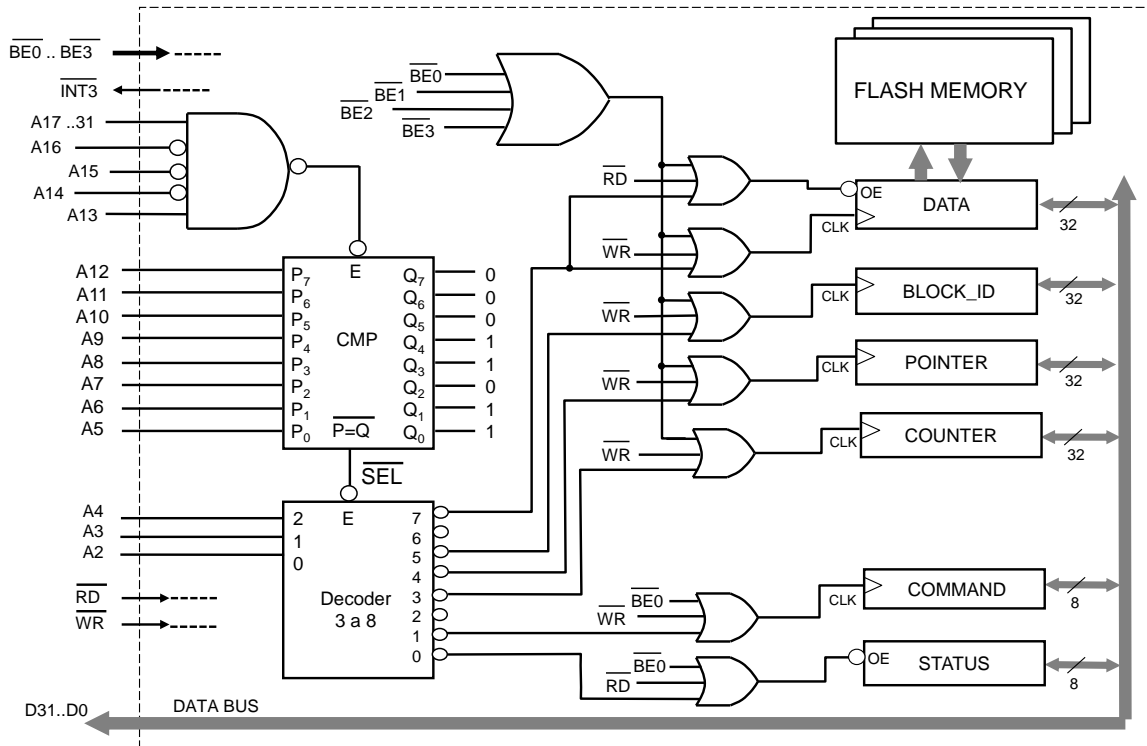 BE0 .. BE3
INT3
A17 ..31
A16
A15
A14
A13
BE0
BE1
BE2
BE3
FLASH MEMORY
RD
OE
DATA
32
CLK
WR
A12
A11
A10
A9
A8
A7
A6
A5
E
P7
P6
P5
P4
P3
P2
P1
P0
CMP
P=Q
Q7
Q6
Q5
Q4
Q3
Q2
Q1
Q0
0
0
0
1
1
0
1
1
WR
CLK
BLOCK_ID
32
WR
CLK
POINTER
32
WR
CLK
COUNTER
32
SEL
A4
A3
A2
E
2
1
0
Decoder
3 a 8
7
6
5
4
3
2
1
0
RD
WR
BE0
WR
CLK
COMMAND
8
BE0
RD
OE
STATUS
8
D31..D0
DATA BUS